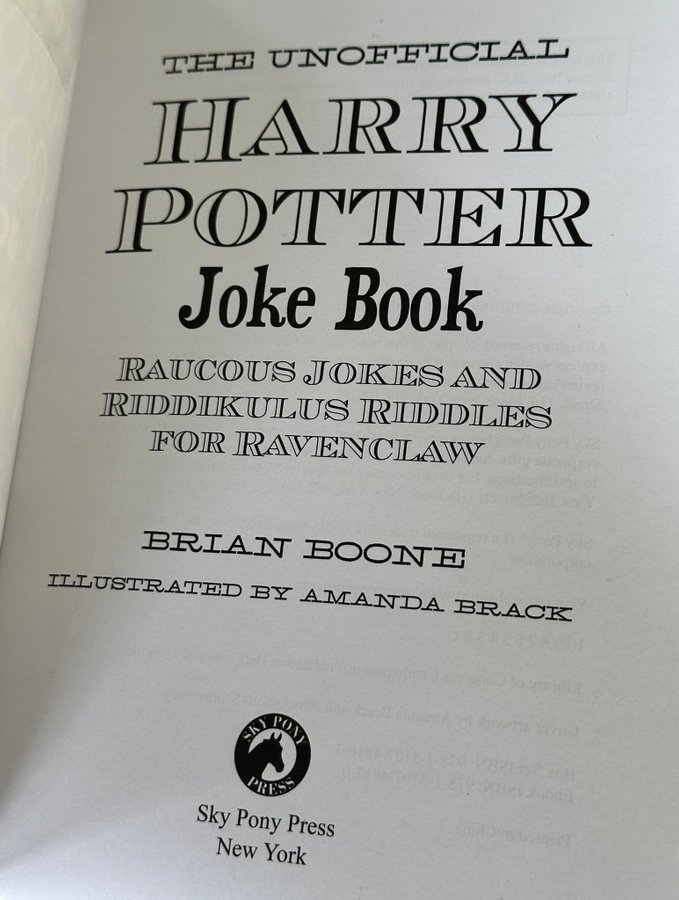 THE UNOFFICIAL
HARRY
POTTER
Joke Book
RAUCOUS JOKES AND
RIDDIKULUS RIDDLES
FOR RAVENCLAW
BRIAN BOONE
ILLUSTRATED BY AMANDA BRACK
SKY PONY
PRESS
Sky Pony Press
New York